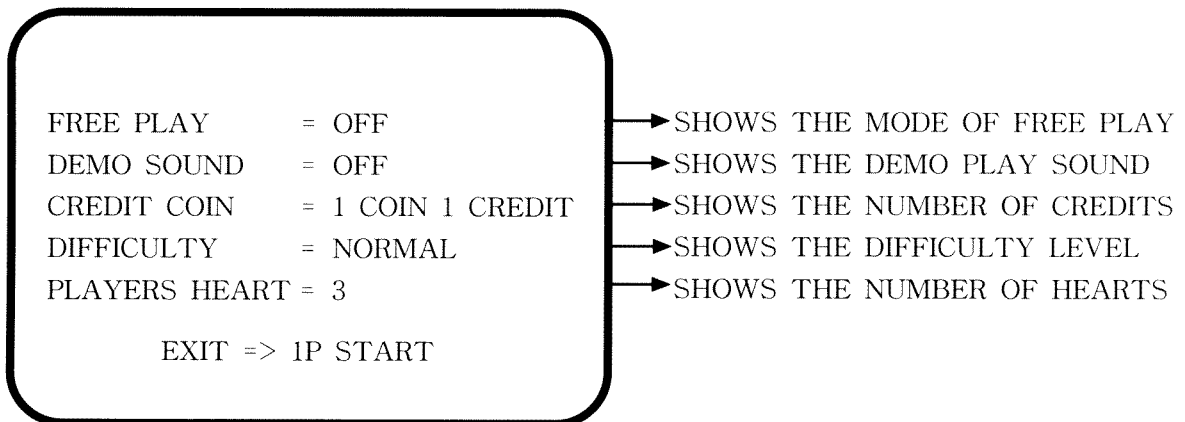 FREE PLAY = OFF → SHOWS THE MODE OF FREE PLAY
DEMO SOUND = OFF → SHOWS THE DEMO PLAY SOUND
CREDIT COIN = 1 COIN 1 CREDIT → SHOWS THE NUMBER OF CREDITS
DIFFICULTY = NORMAL → SHOWS THE DIFFICULTY LEVEL
PLAYERS HEART = 3 → SHOWS THE NUMBER OF HEARTS
EXIT => 1P START